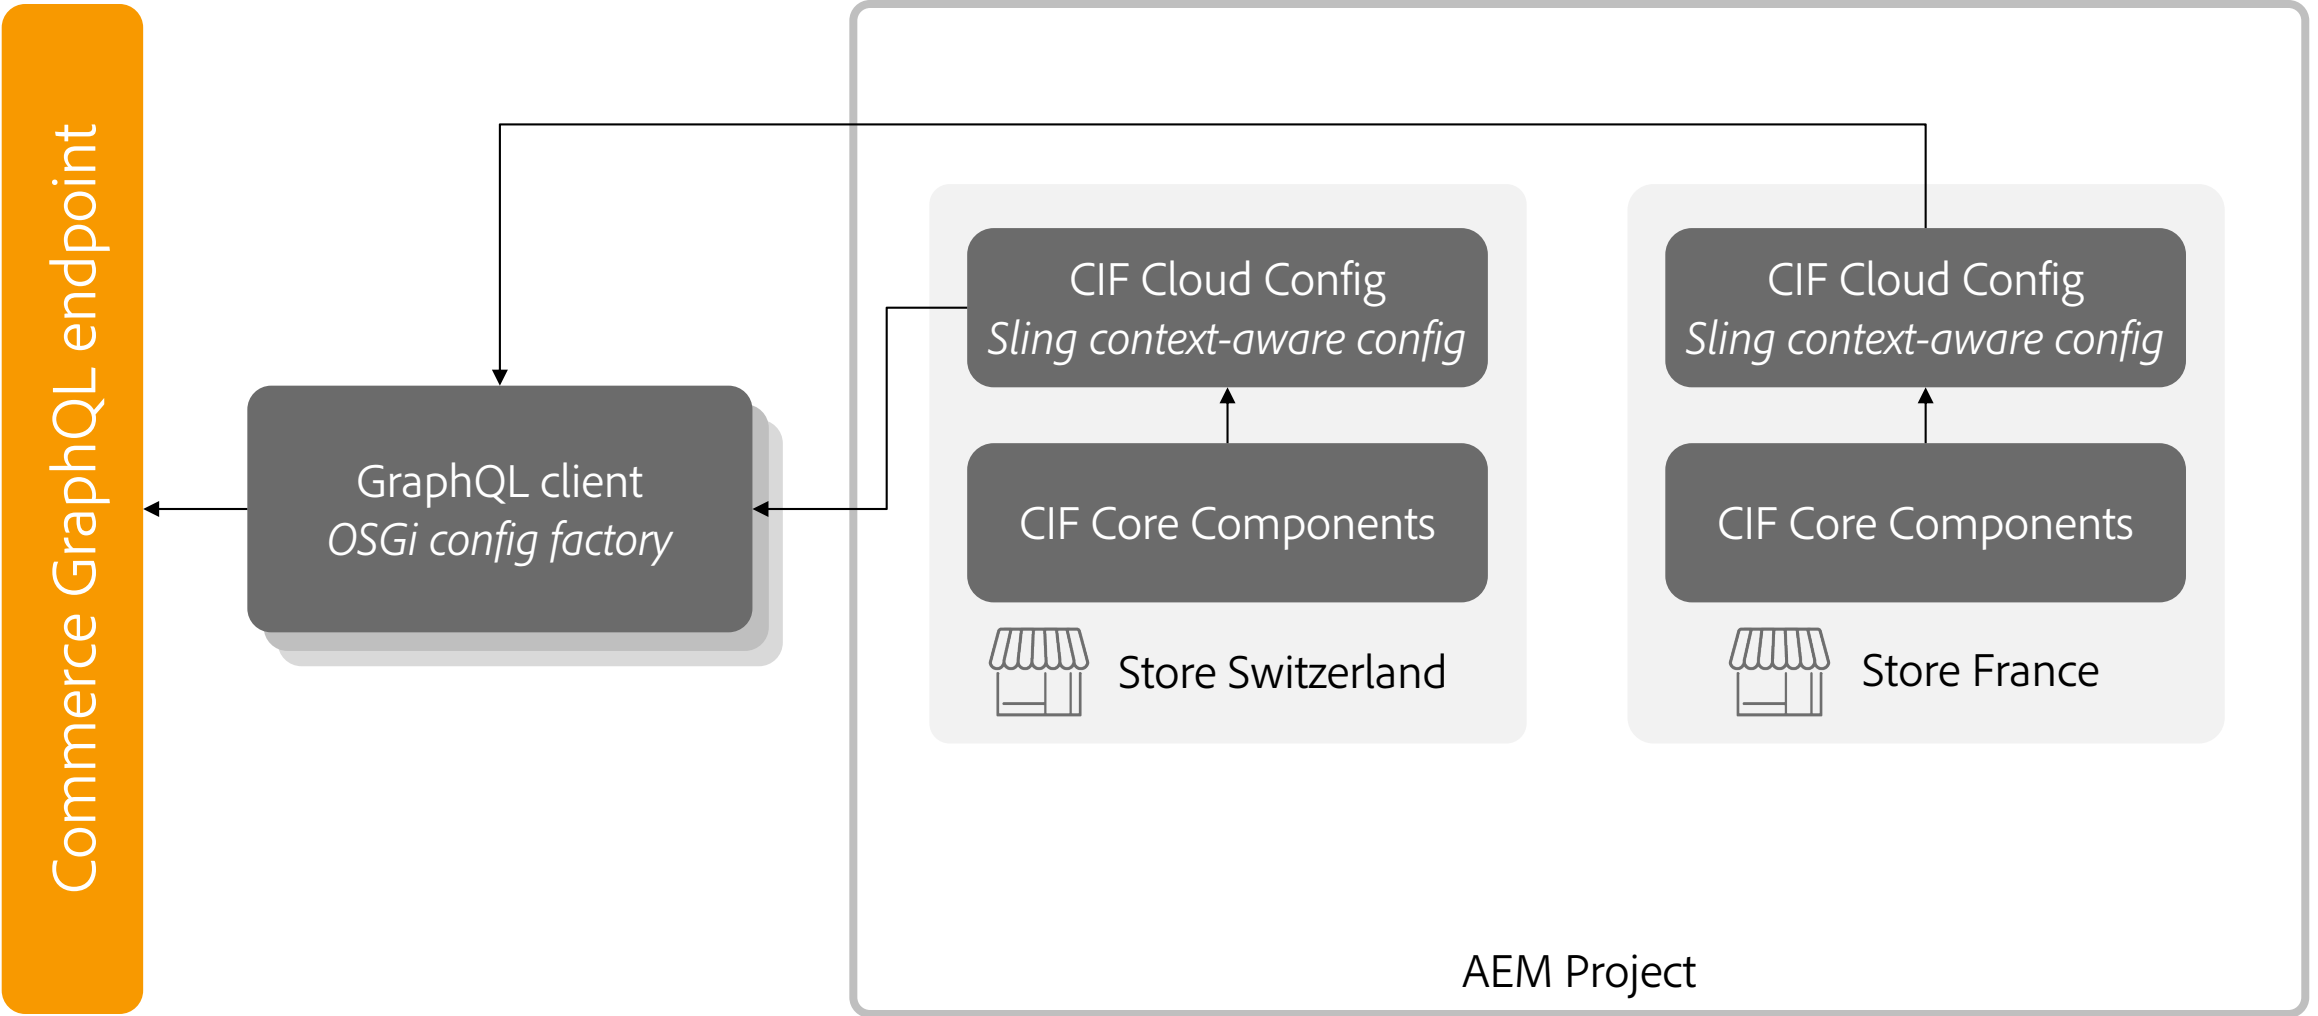 Commerce GraphQL endpoint
GraphQL client
OSGi config factory
CIF Cloud Config
Sling context-aware config
CIF Core Components
Store Switzerland
CIF Cloud Config
Sling context-aware config
CIF Core Components
Store France
AEM Project